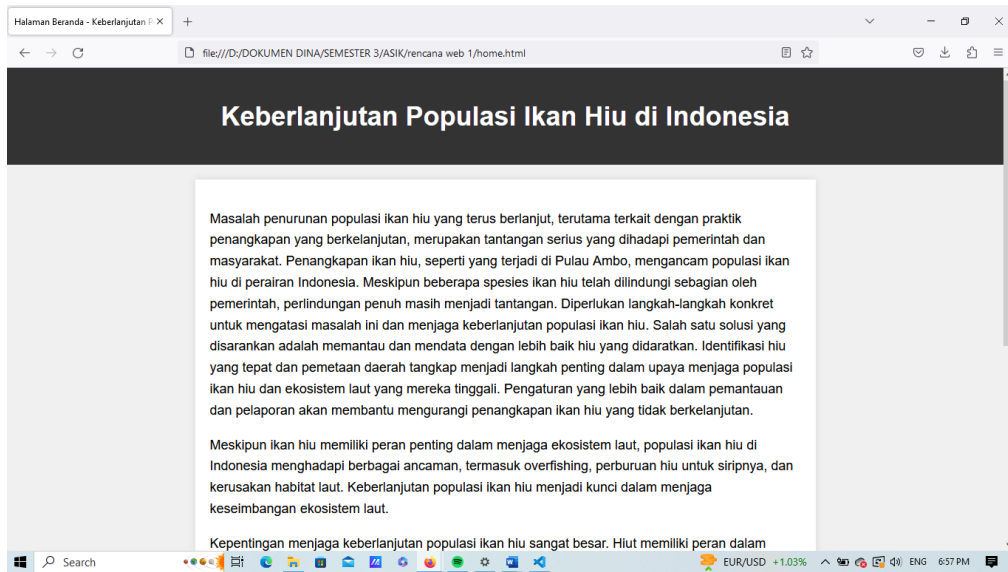 Halaman Beranda - Keberlanjutan P
file:///D:/DOKUMEN DINA/SEMESTER 3/ASIK/rencana web 1/home.html
Keberlanjutan Populasi Ikan Hiu di Indonesia
Masalah penurunan populasi ikan hiu yang terus berlanjut, terutama terkait dengan praktik
penangkapan yang berkelanjutan, merupakan tantangan serius yang dihadapi pemerintah dan
masyarakat. Penangkapan ikan hiu, seperti yang terjadi di Pulau Ambo, mengancam populasi ikan
hiu di perairan Indonesia. Meskipun beberapa spesies ikan hiu telah dilindungi sebagian oleh
pemerintah, perlindungan penuh masih menjadi tantangan. Diperlukan langkah-langkah konkret
untuk mengatasi masalah ini dan menjaga keberlanjutan populasi ikan hiu. Salah satu solusi yang
disarankan adalah memantau dan mendata dengan lebih baik hiu yang didaratkan. Identifikasi hiu
yang tepat dan pemetaan daerah tangkap menjadi langkah penting dalam upaya menjaga populasi
ikan hiu dan ekosistem laut yang mereka tinggali. Pengaturan yang lebih baik dalam pemantauan
dan pelaporan akan membantu mengurangi penangkapan ikan hiu yang tidak berkelanjutan.
Meskipun ikan hiu memiliki peran penting dalam menjaga ekosistem laut, populasi ikan hiu di
Indonesia menghadapi berbagai ancaman, termasuk overfishing, perburuan hiu untuk siripnya, dan
kerusakan habitat laut. Keberlanjutan populasi ikan hiu menjadi kunci dalam menjaga
keseimbangan ekosistem laut.
Kepentingan menjaga keberlanjutan populasi ikan hiu sangat besar. Hiut memiliki peran dalam
Search
EUR/USD +1.03%
ENG
6:57 PM